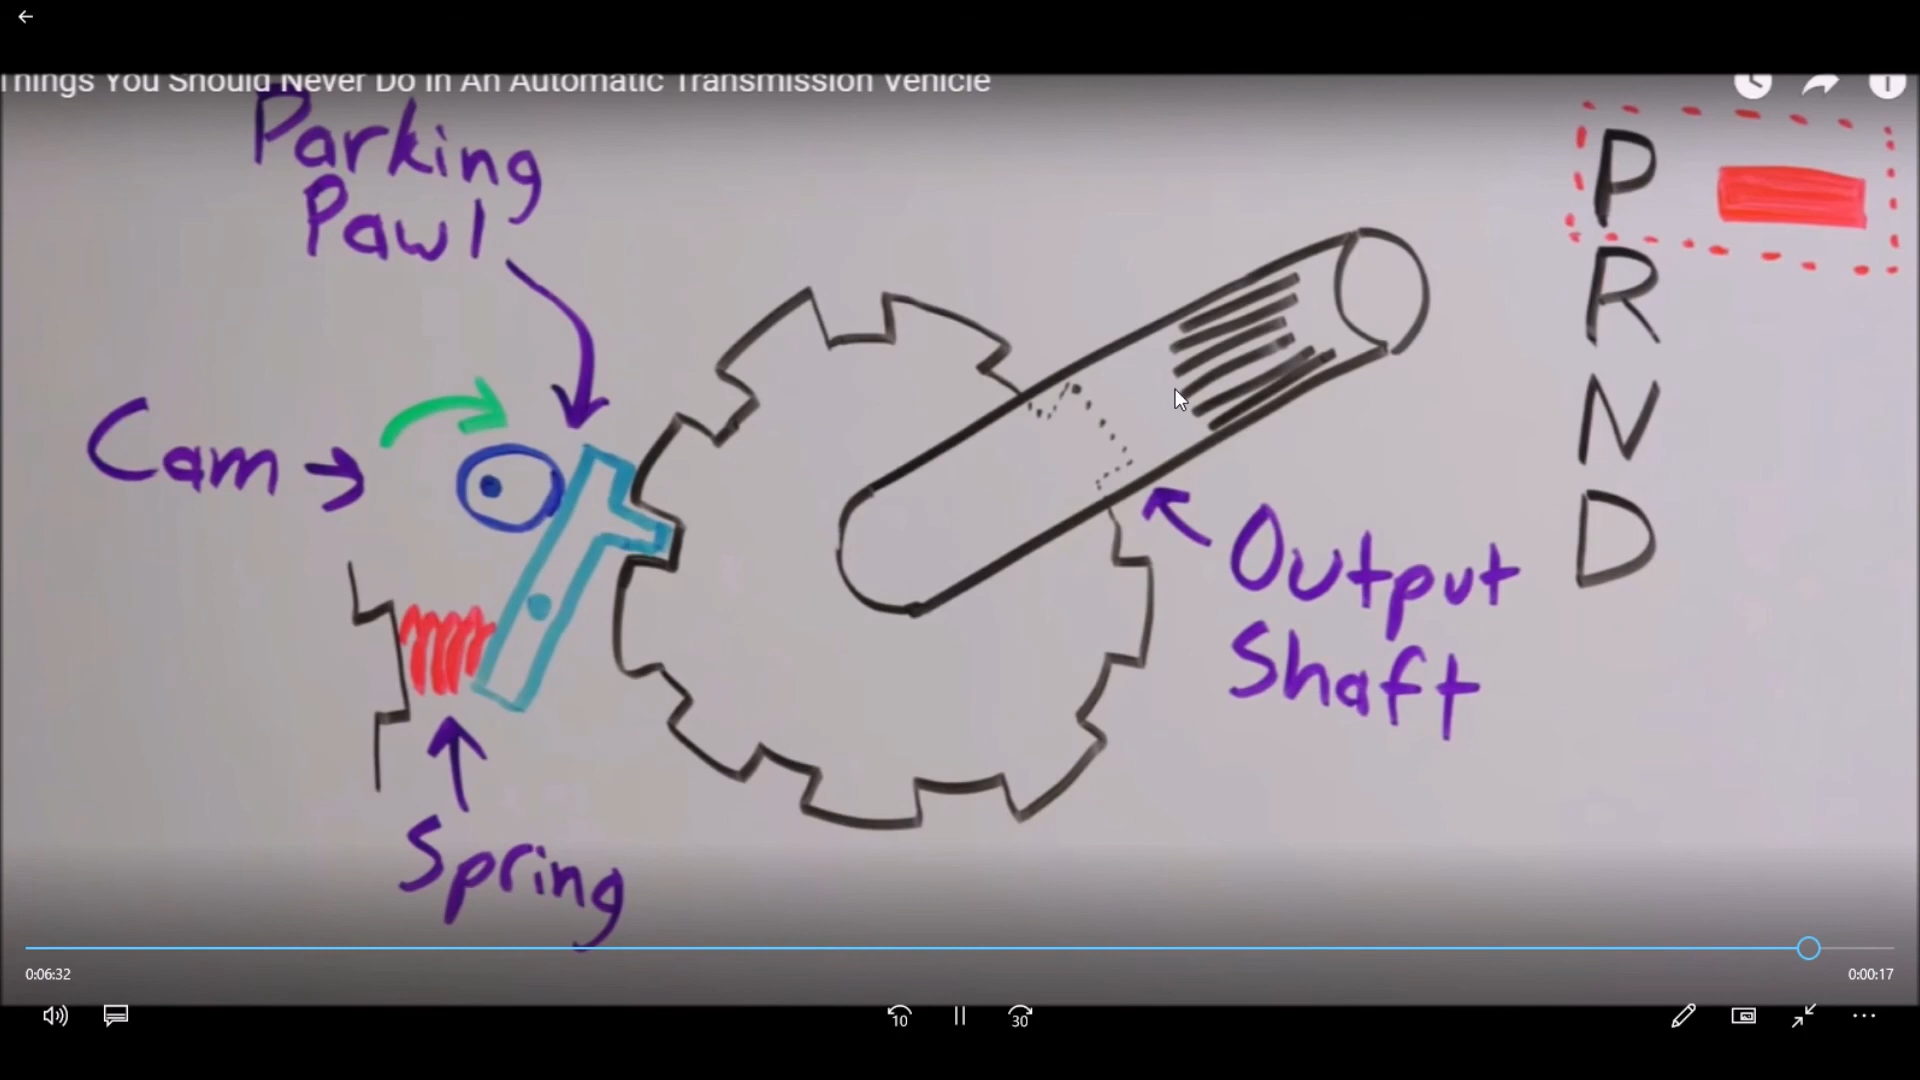 Things You Should Never Do In An Automatic Transmission Vehicle
Parking
Pawl
Cam
Spring
Output
Shaft
P
R
N
D
0:06:32
0:00:17
10
30